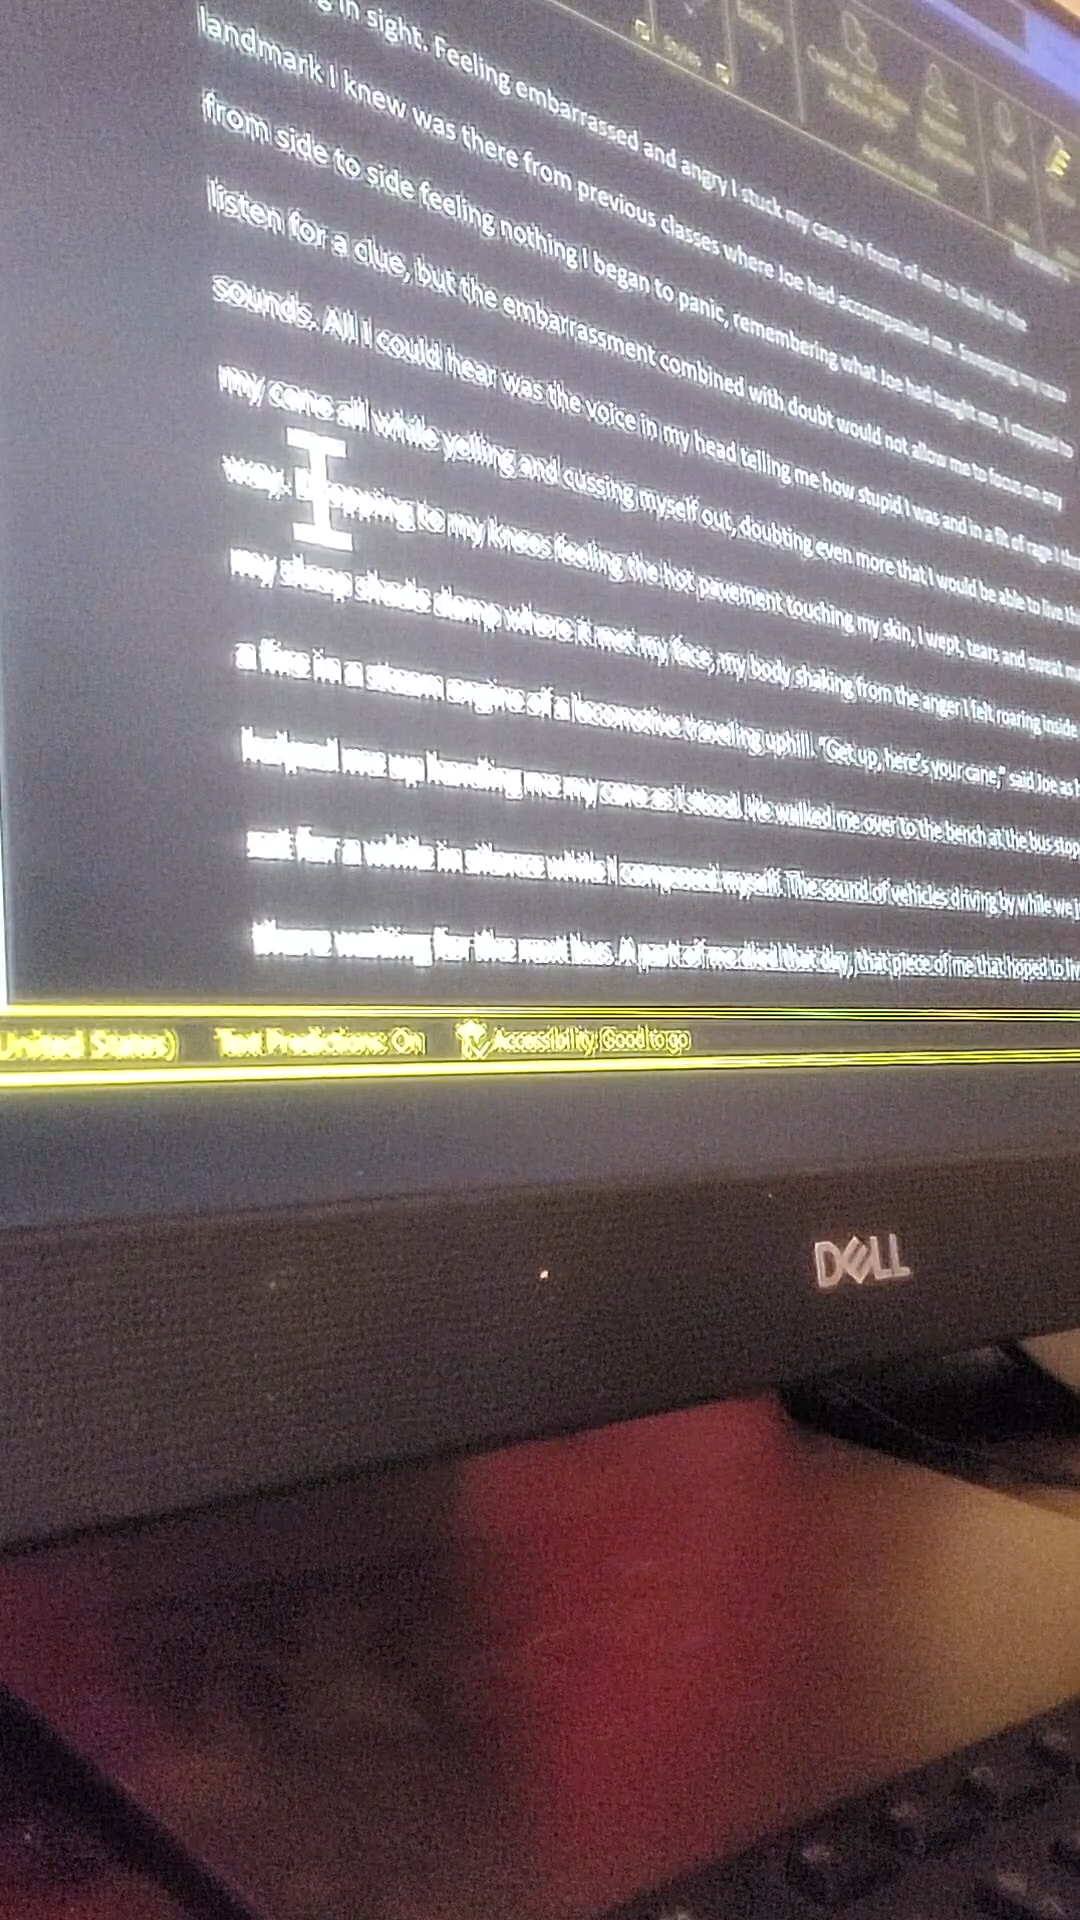 Editing
Styles
in sight. Feeling embarrassed and angry I stuck my cane in front of me to feel for the
landmark I knew was there from previous classes where Joe had accompanied me. Sweeping my cane
from side to side feeling nothing I began to panic, remembering what Joe had taught me, I stopped to
listen for a clue, but the embarrassment combined with doubt would not allow me to focus on any
sounds. All I could hear was the voice in my head telling me how stupid I was and in a fit of rage I
my cane all while yelling and cussing myself out, doubting even more that I would be able to live
way. to my knees feeling the hot pavement touching my skin, I wept, tears and sweat
my sleep shade damp where it met my face, my body shaking from the anger I felt roaring inside
a fire in a steam engine of a locomotive traveling uphill. "Get up, here's your cane," said Joe as
helped me up handing me my cane as I stood. He walked me over to the bench at the bus stop
sat for a while in silence while I composed myself. The sound of vehicles driving by while we
there waiting for the next bus. A part of me died that day, that piece of me that hoped to
United States) Text Predictions: On Accessibility: Good to go
DELL